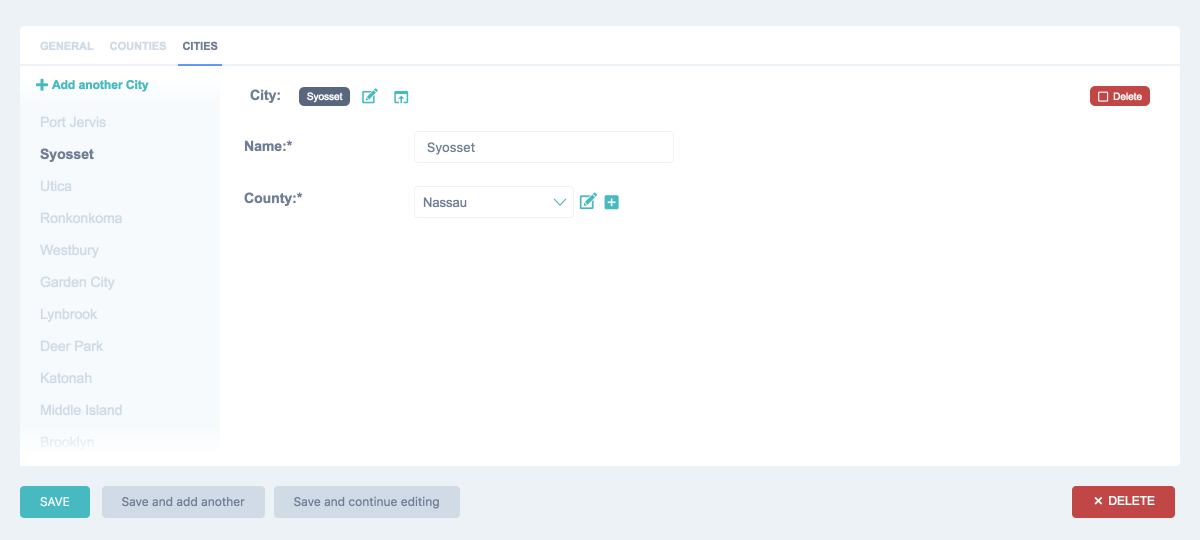 GENERAL COUNTIES CITIES
Add another City
Port Jervis
Syosset
Utica
Ronkonkoma
Westbury
Garden City
Lynbrook
Deer Park
Katonah
Middle Island
Brooklyn
City: Syosset
Delete
Name:* Syosset
County:* Nassau
SAVE
Save and add another
Save and continue editing
DELETE